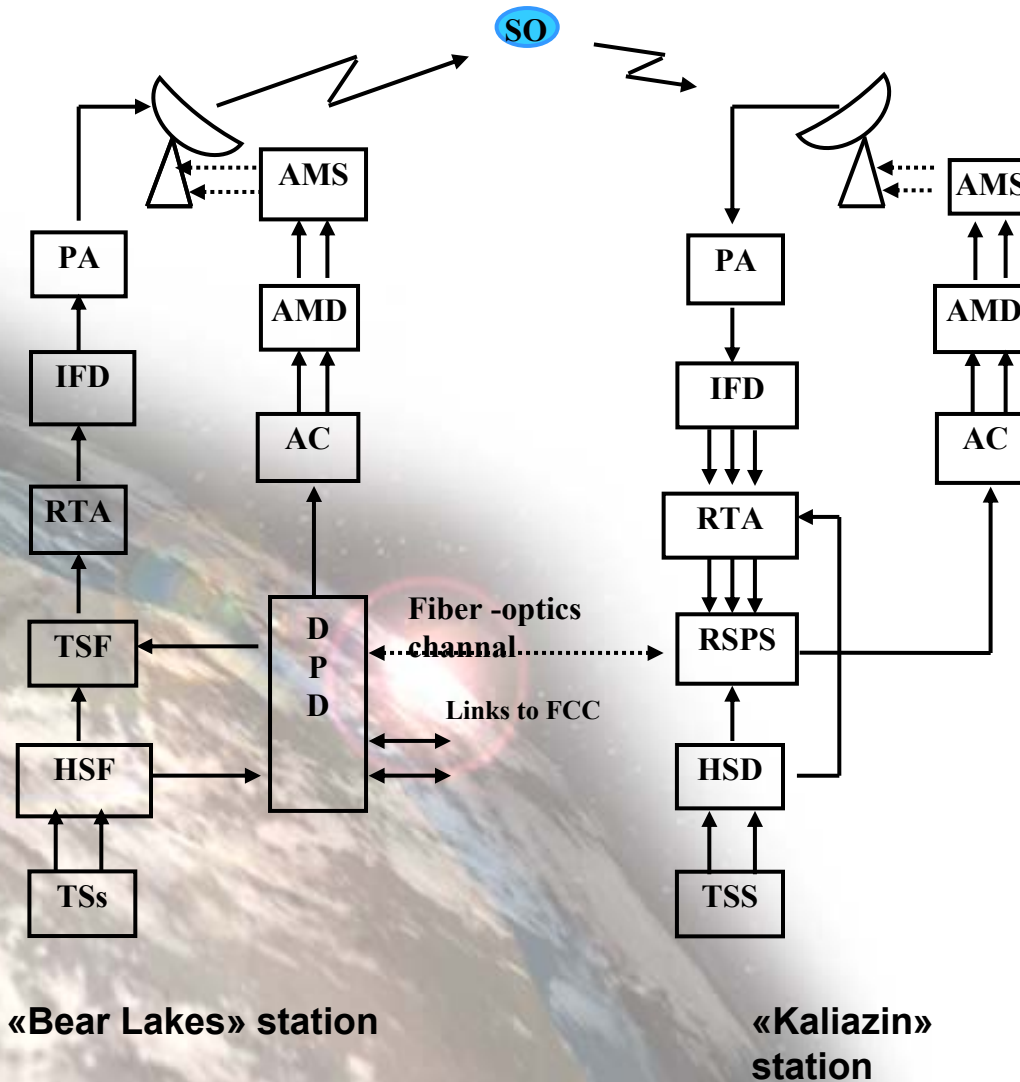 SO
AMS
PA
AMD
IFD
AC
RTA
D
P
D
TSF
HSF
TSs
Fiber -optics
channel
Links to FCC
«Bear Lakes» station
AMS
PA
AMD
IFD
AC
RTA
RSPS
HSD
TSS
«Kaliazin»
station